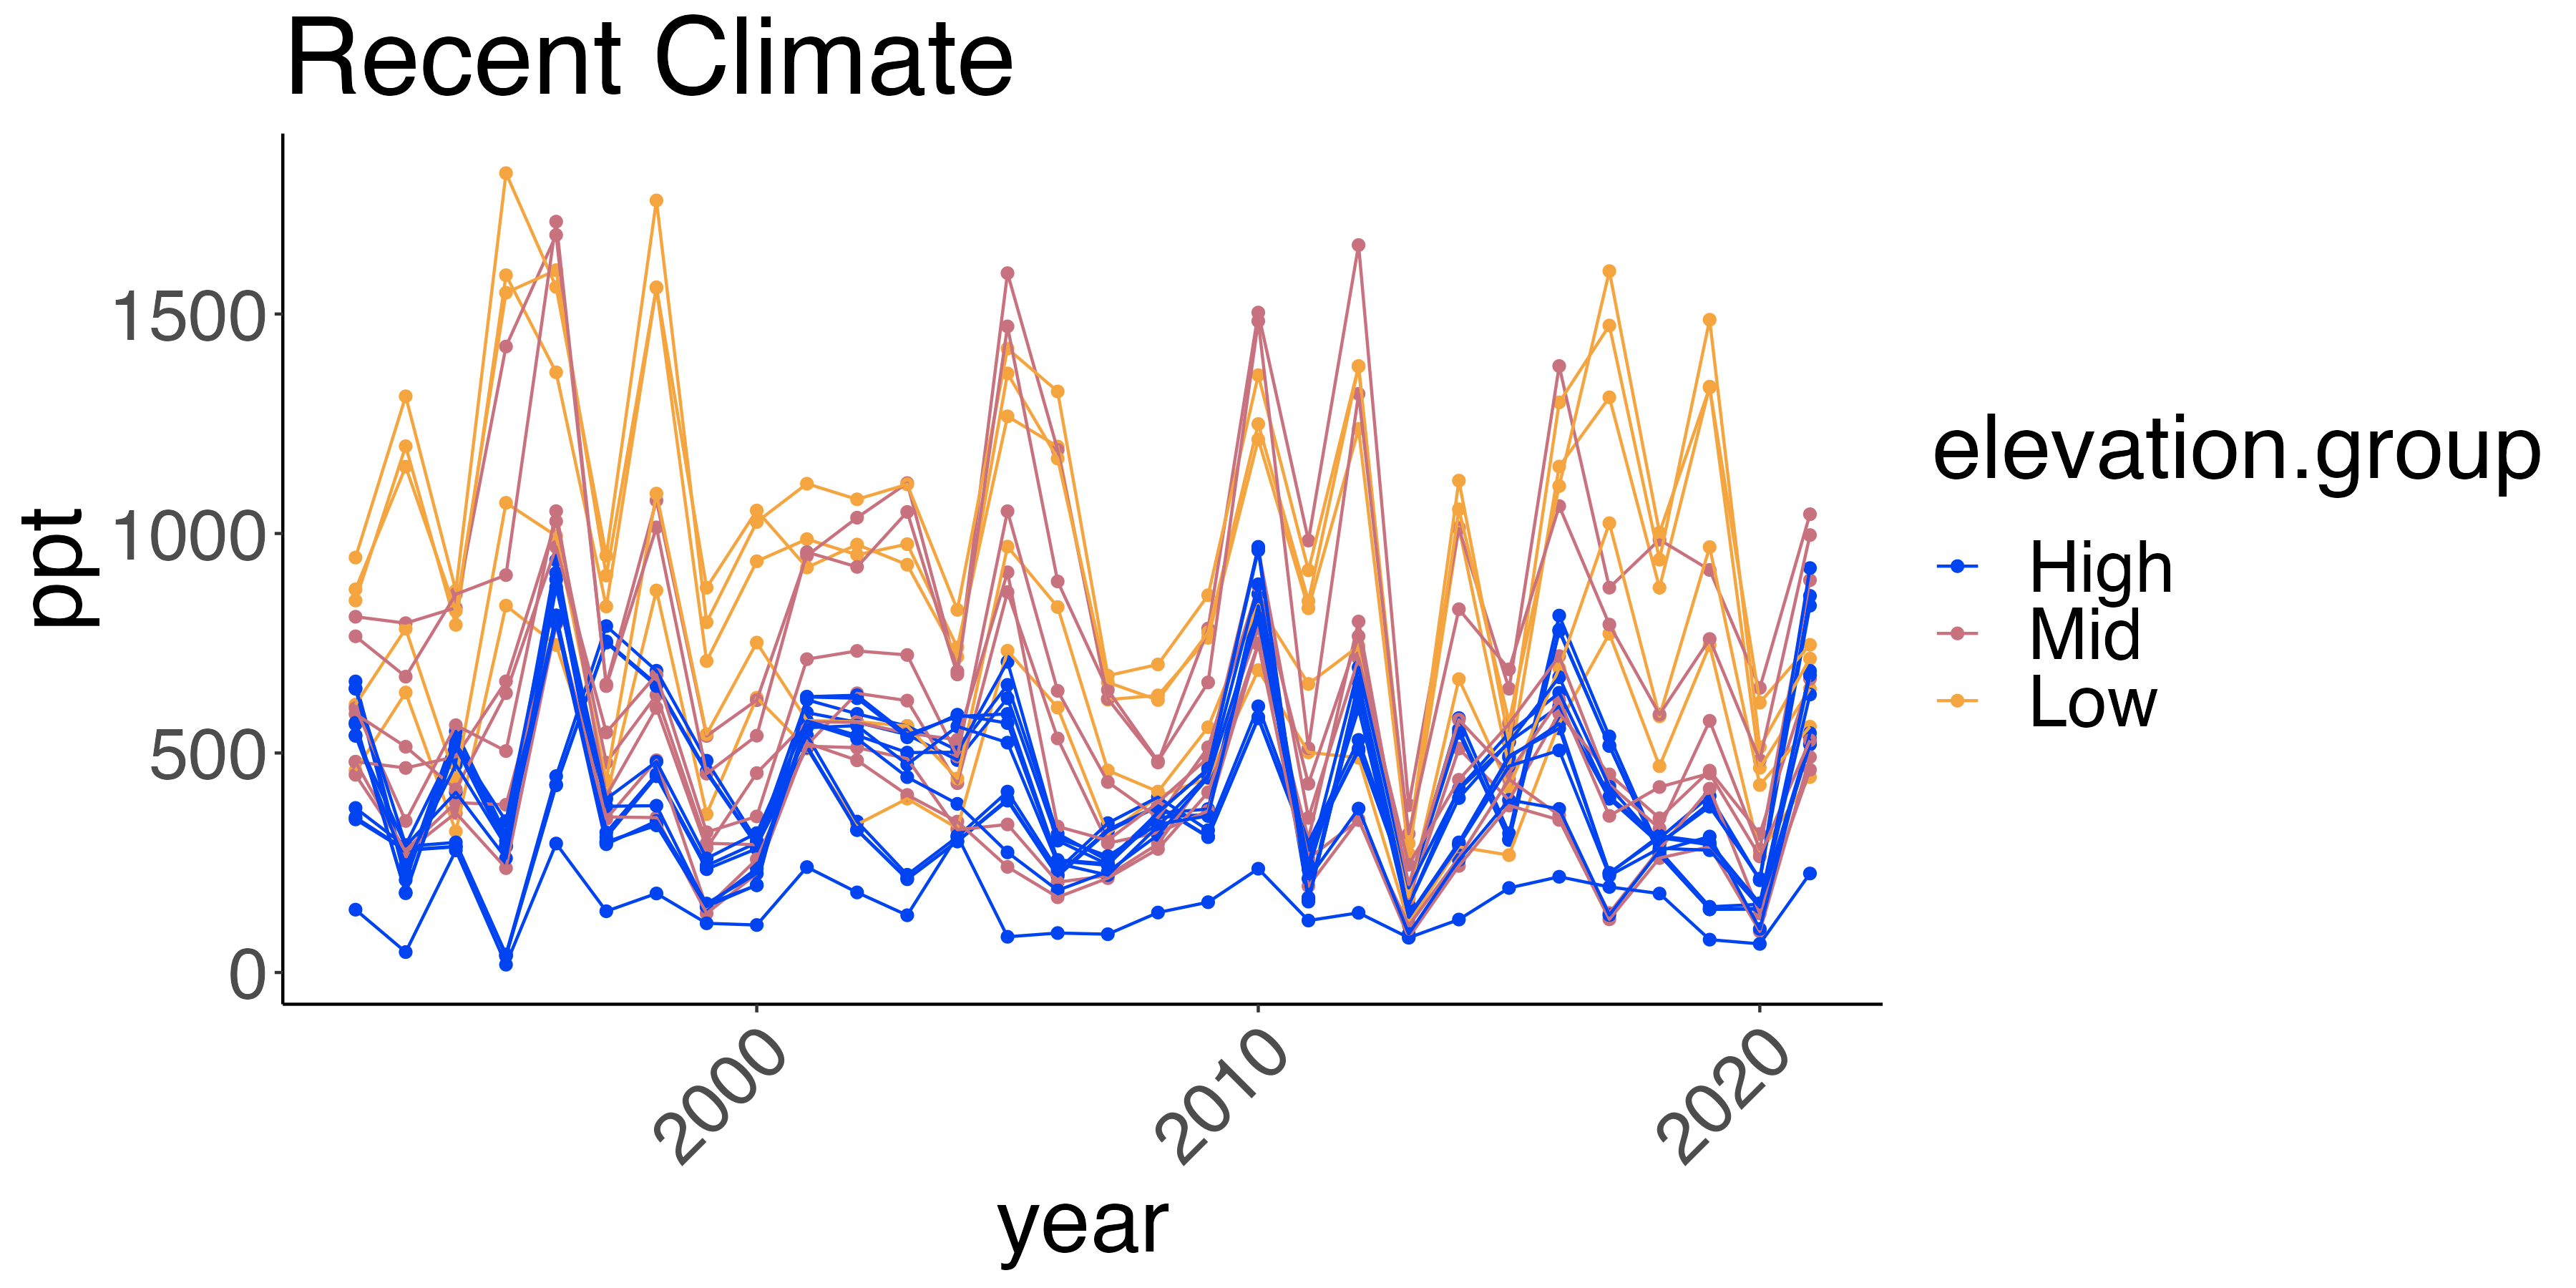 Recent Climate
ppt
1500
1000
500
0
2000
2010
2020
year
elevation.group
High
Mid
Low